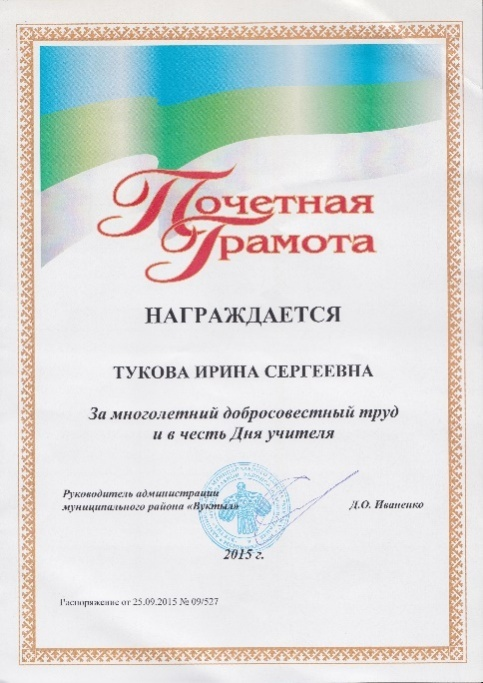 Почетная
Грамота
НАГРАЖДАЕТСЯ
ТУКОВА ИРИНА СЕРГЕЕВНА
За многолетний добросовестный труд
и в честь Дня учителя
Руководитель администрации
муниципального района «Вуктыл»
Д.О. Иваненко
2015 г.
Распоряжение от 25.09.2015 № 09/527